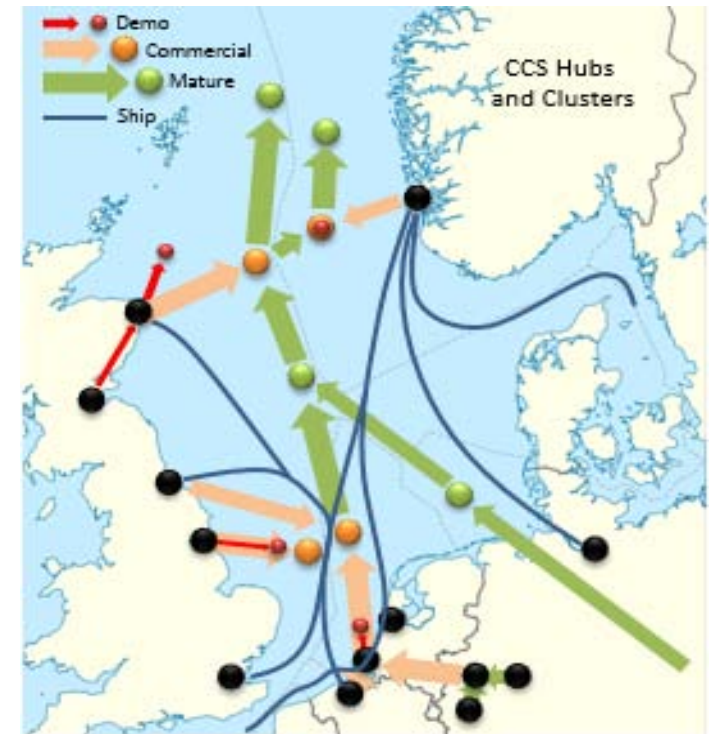 Demo
Commercial
Mature
Ship
CCS Hubs
and Clusters